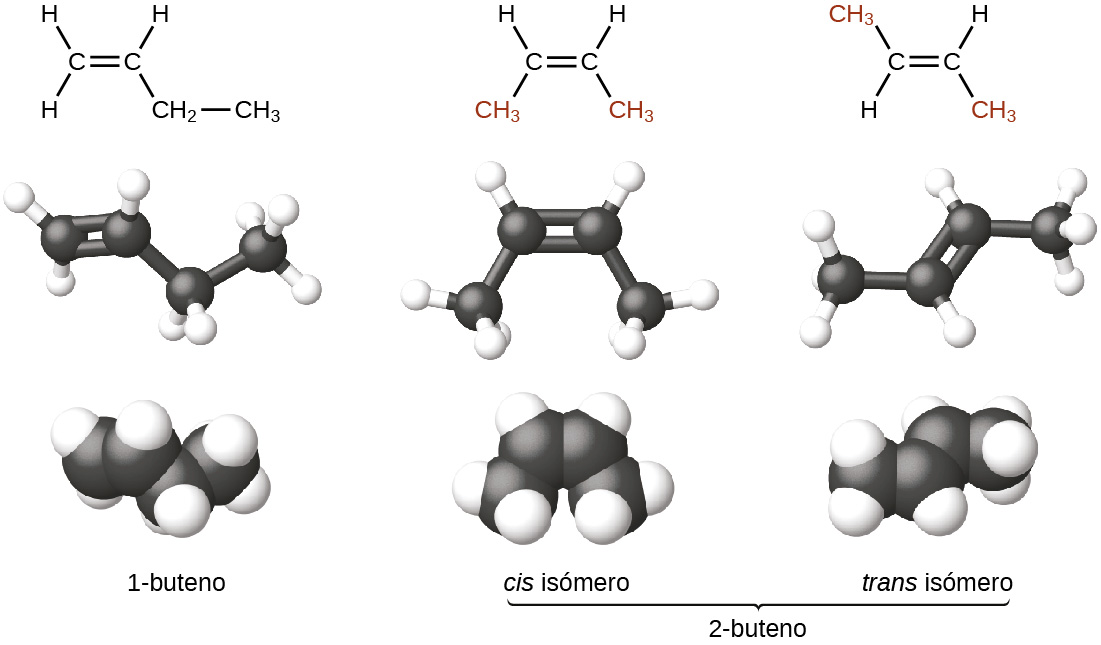 H H H H CH₃ H
C=C C=C C=C
H CH₂—CH₃ CH₃ CH₃ H CH₃
1-buteno cis isómero trans isómero
2-buteno